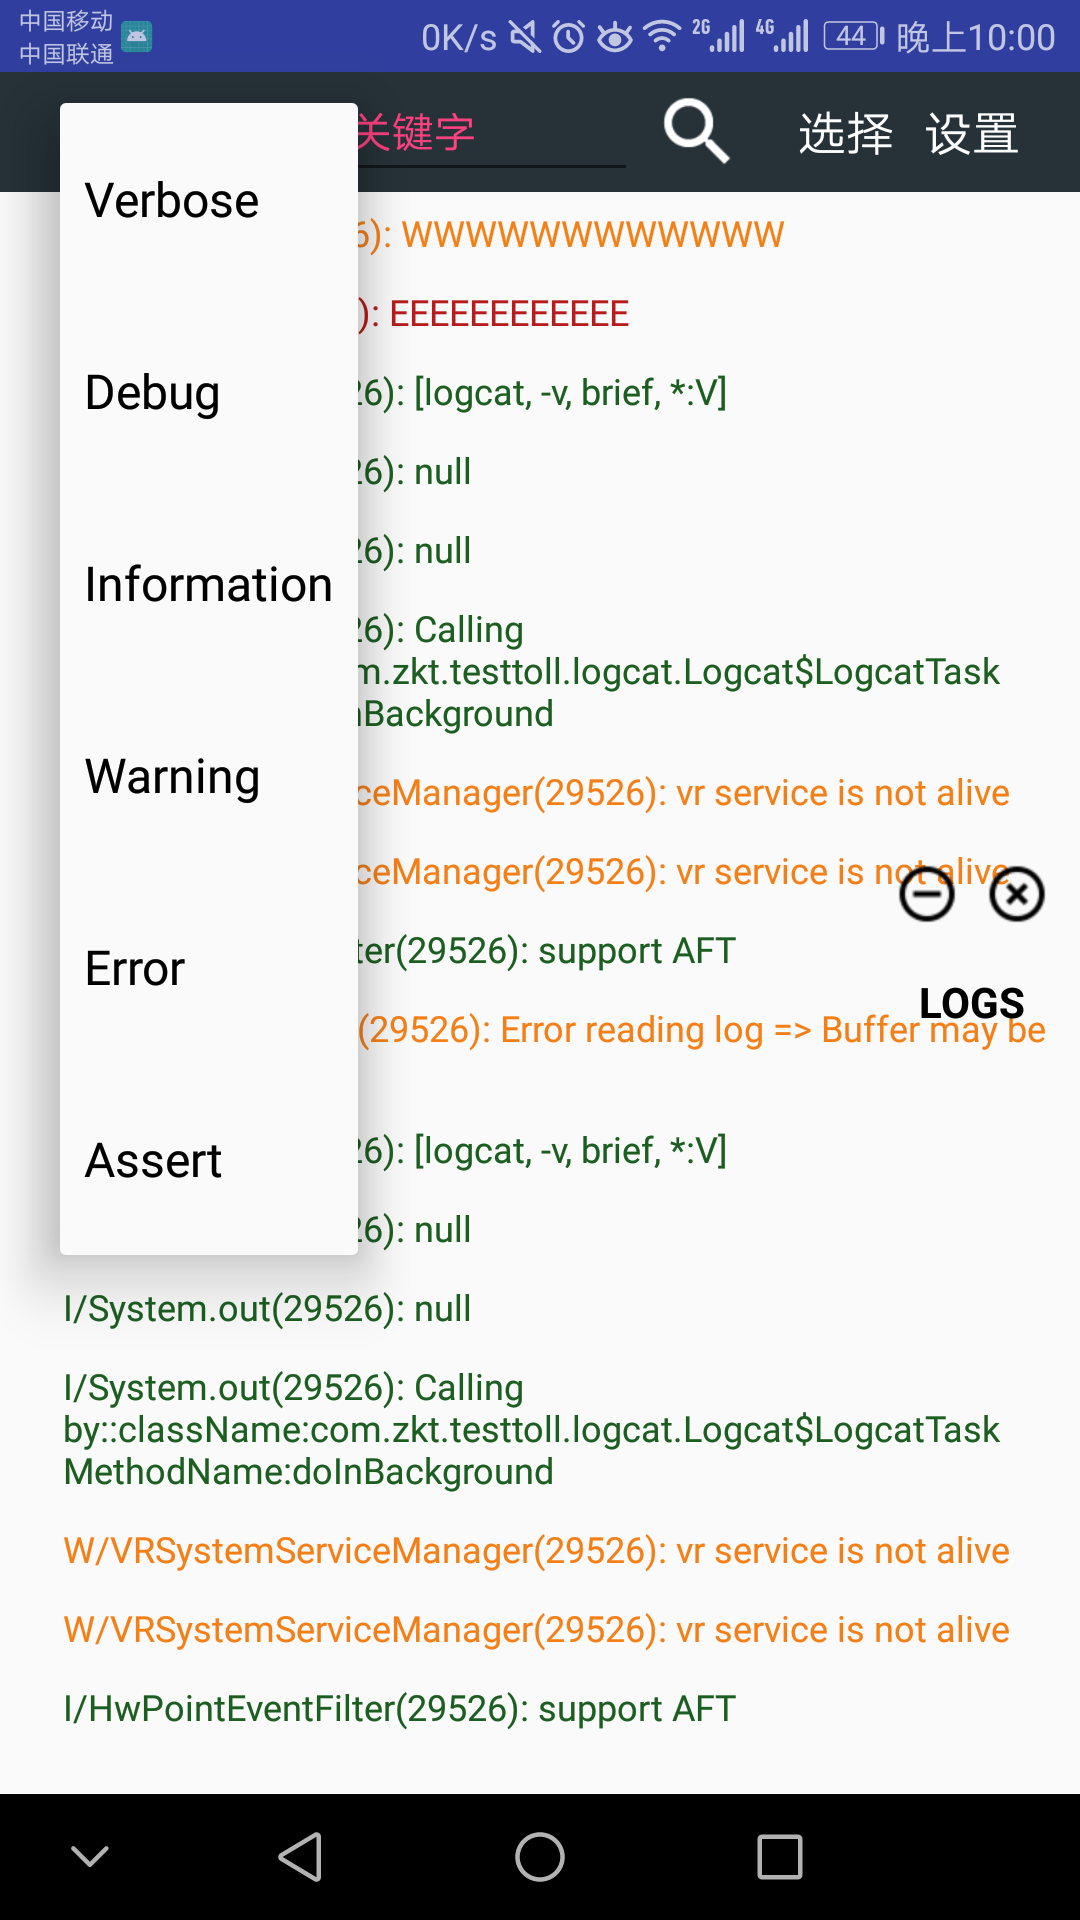 中国移动
中国联通
0K/s 2G 4G 44 晚上10:00
关键字 选择 设置
Verbose
Debug
Information
Warning
Error
Assert
6): WWWWWWWWWWWW
): EEEEEEEEEEEE
26): [logcat, -v, brief, *:V]
26): null
26): null
26): Calling
m.zkt.testtoll.logcat.Logcat$LogcatTask
nBackground
ceManager(29526): vr service is not alive
ceManager(29526): vr service is not alive
ter(29526): support AFT
LOGS
(29526): Error reading log => Buffer may be
26): [logcat, -v, brief, *:V]
26): null
I/System.out(29526): null
I/System.out(29526): Calling
by::className:com.zkt.testtoll.logcat.Logcat$LogcatTask
MethodName:doInBackground
W/VRSystemServiceManager(29526): vr service is not alive
W/VRSystemServiceManager(29526): vr service is not alive
I/HwPointEventFilter(29526): support AFT